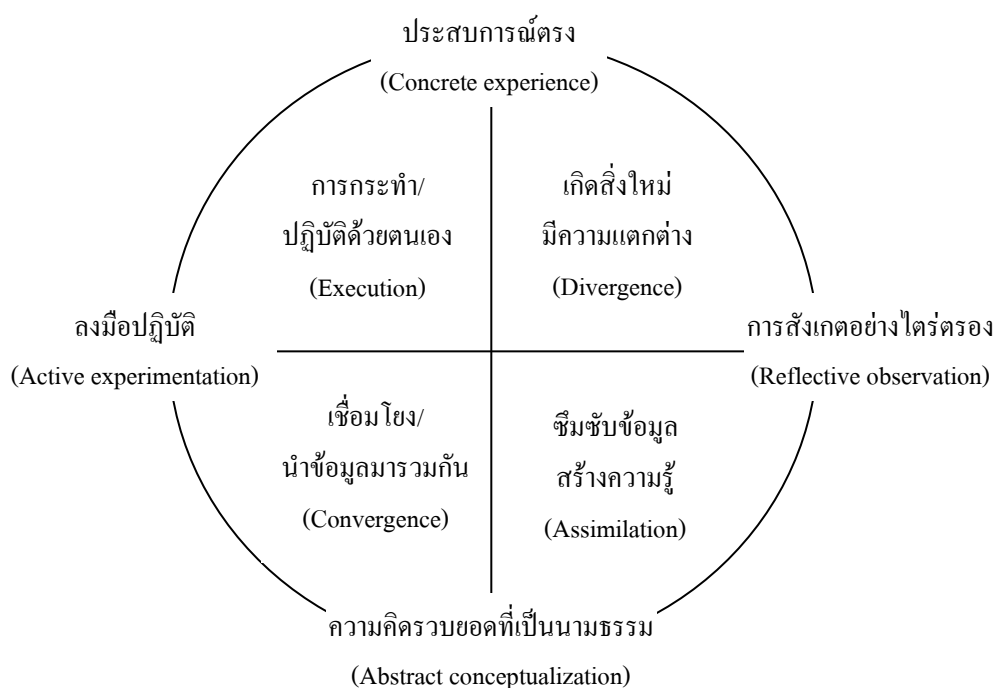 ประสบการณ์ตรง
(Concrete experience)
การกระทำ/
ปฏิบัติด้วยตนเอง
(Execution)
เกิดสิ่งใหม่
มีความแตกต่าง
(Divergence)
ลงมือปฏิบัติ
(Active experimentation)
การสังเกตอย่างไตร่ตรอง
(Reflective observation)
เชื่อมโยง/
นำข้อมูลมารวมกัน
(Convergence)
ซึมซับข้อมูล
สร้างความรู้
(Assimilation)
ความคิดรวบยอดที่เป็นนามธรรม
(Abstract conceptualization)